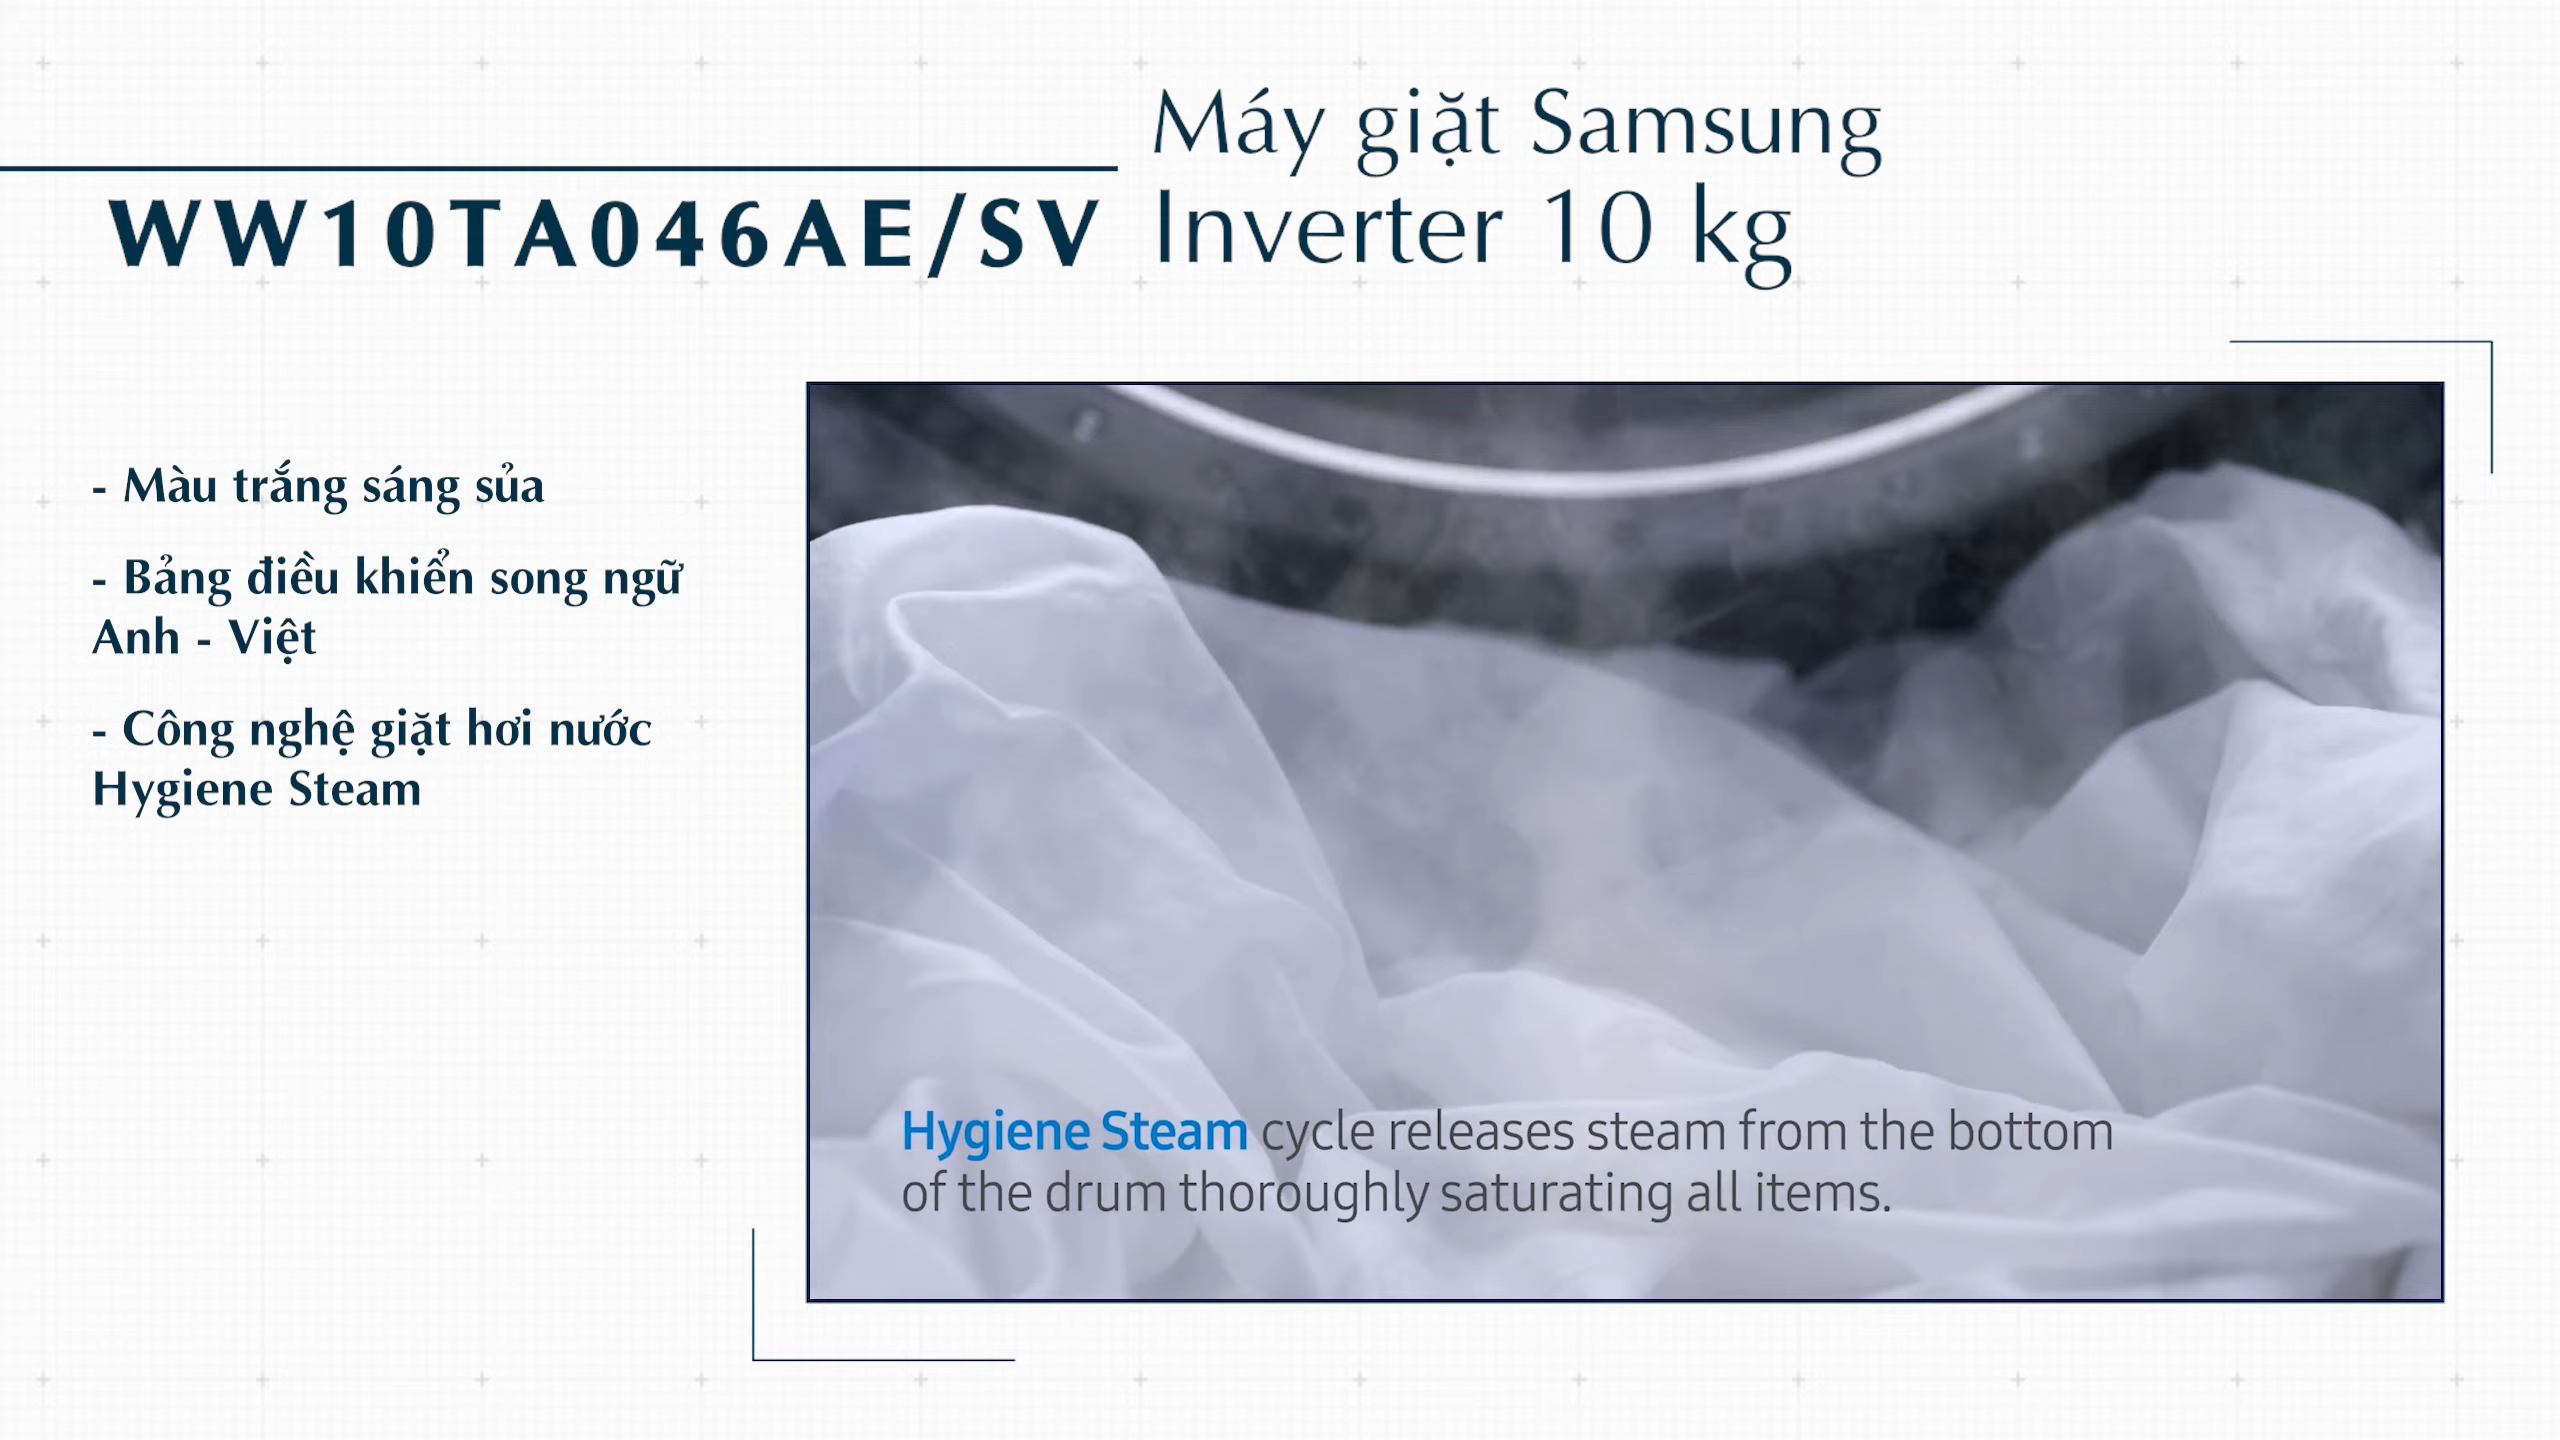 Máy giặt Samsung
Inverter 10 kg
WW10TA046AE/SV
- Màu trắng sáng sủa
- Bảng điều khiển song ngữ
Anh - Việt
- Công nghệ giặt hơi nước
Hygiene Steam
Hygiene Steam cycle releases steam from the bottom
of the drum thoroughly saturating all items.